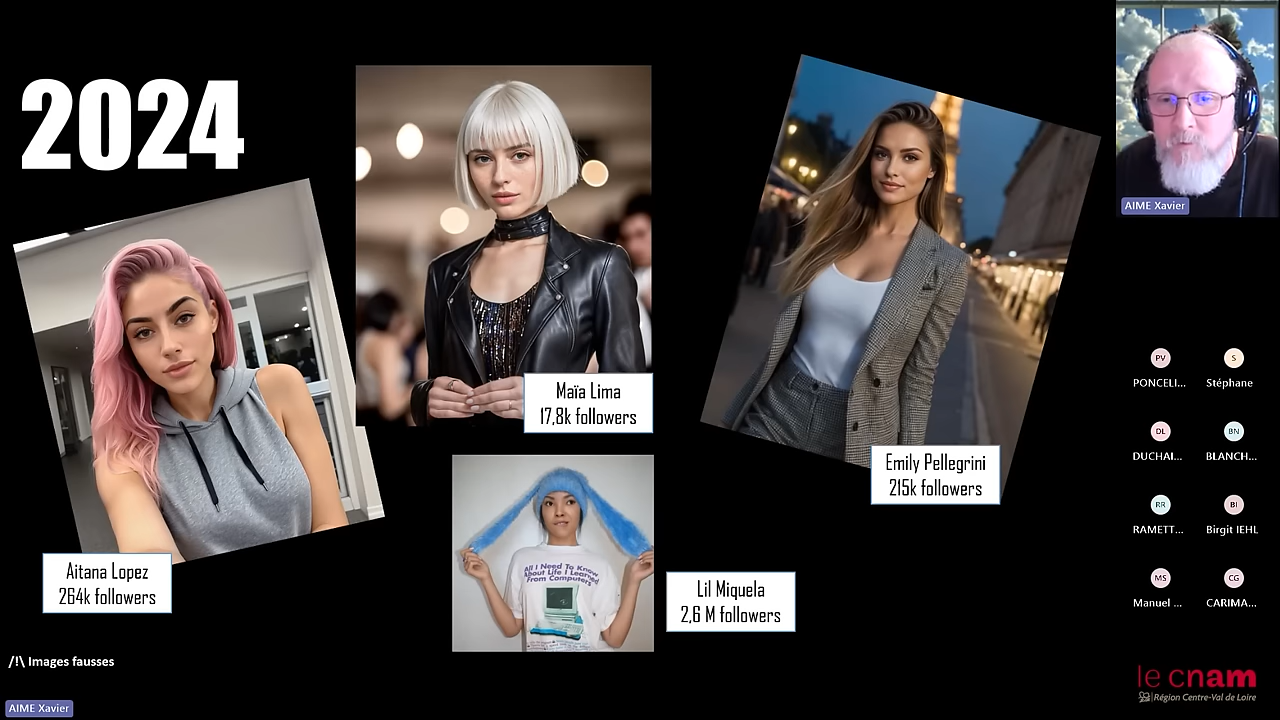 2024
Maïa Lima
17,8k followers
Emily Pellegrini
215k followers
Aitana Lopez
264k followers
All I Need To Know
About Life I Learned
From Computers
Lil Miquela
2,6 M followers
/!\ Images fausses
AIME Xavier
AIME Xavier
PV
S
PONCELI...
Stéphane
DL
BN
DUCHAI...
BLANCH...
RR
BI
RAMETT...
Birgit IEHL
MS
CG
Manuel ...
CARIMA...
le cnam
Région Centre-Val de Loire